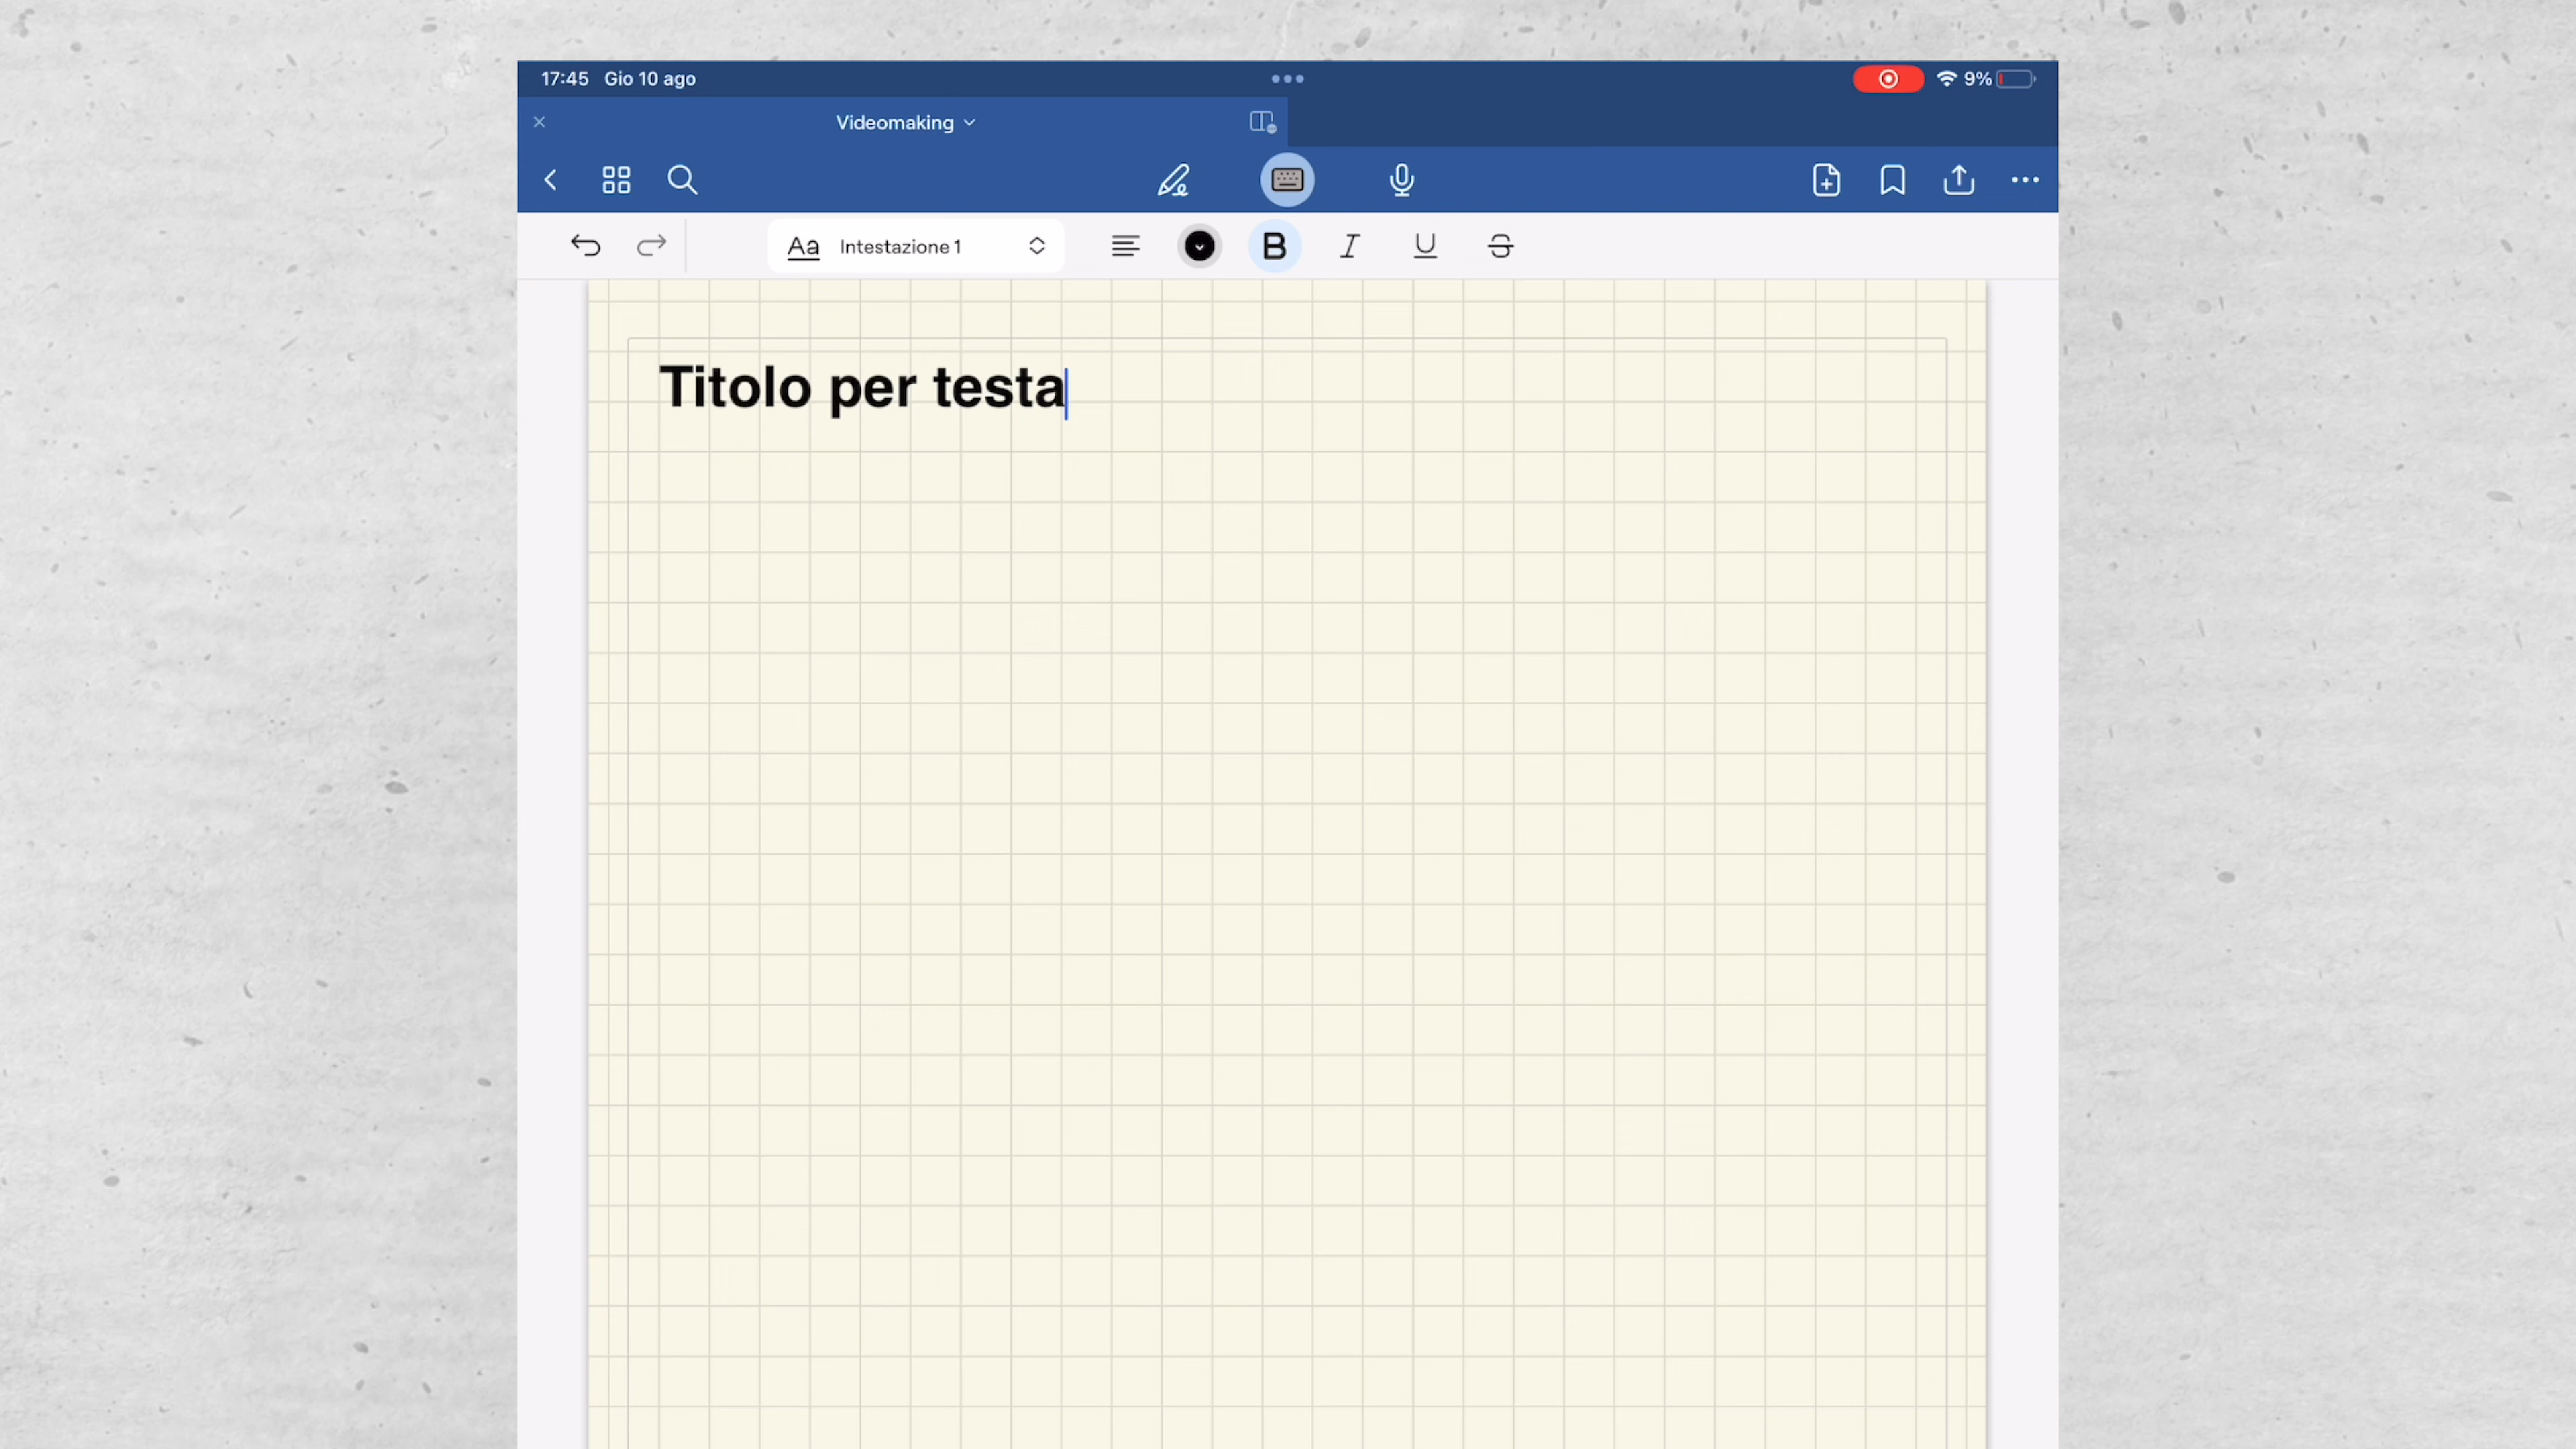 17:45 Gio 10 ago 9%
Videomaking
Aa Intestazione 1 B I U S
Titolo per testa